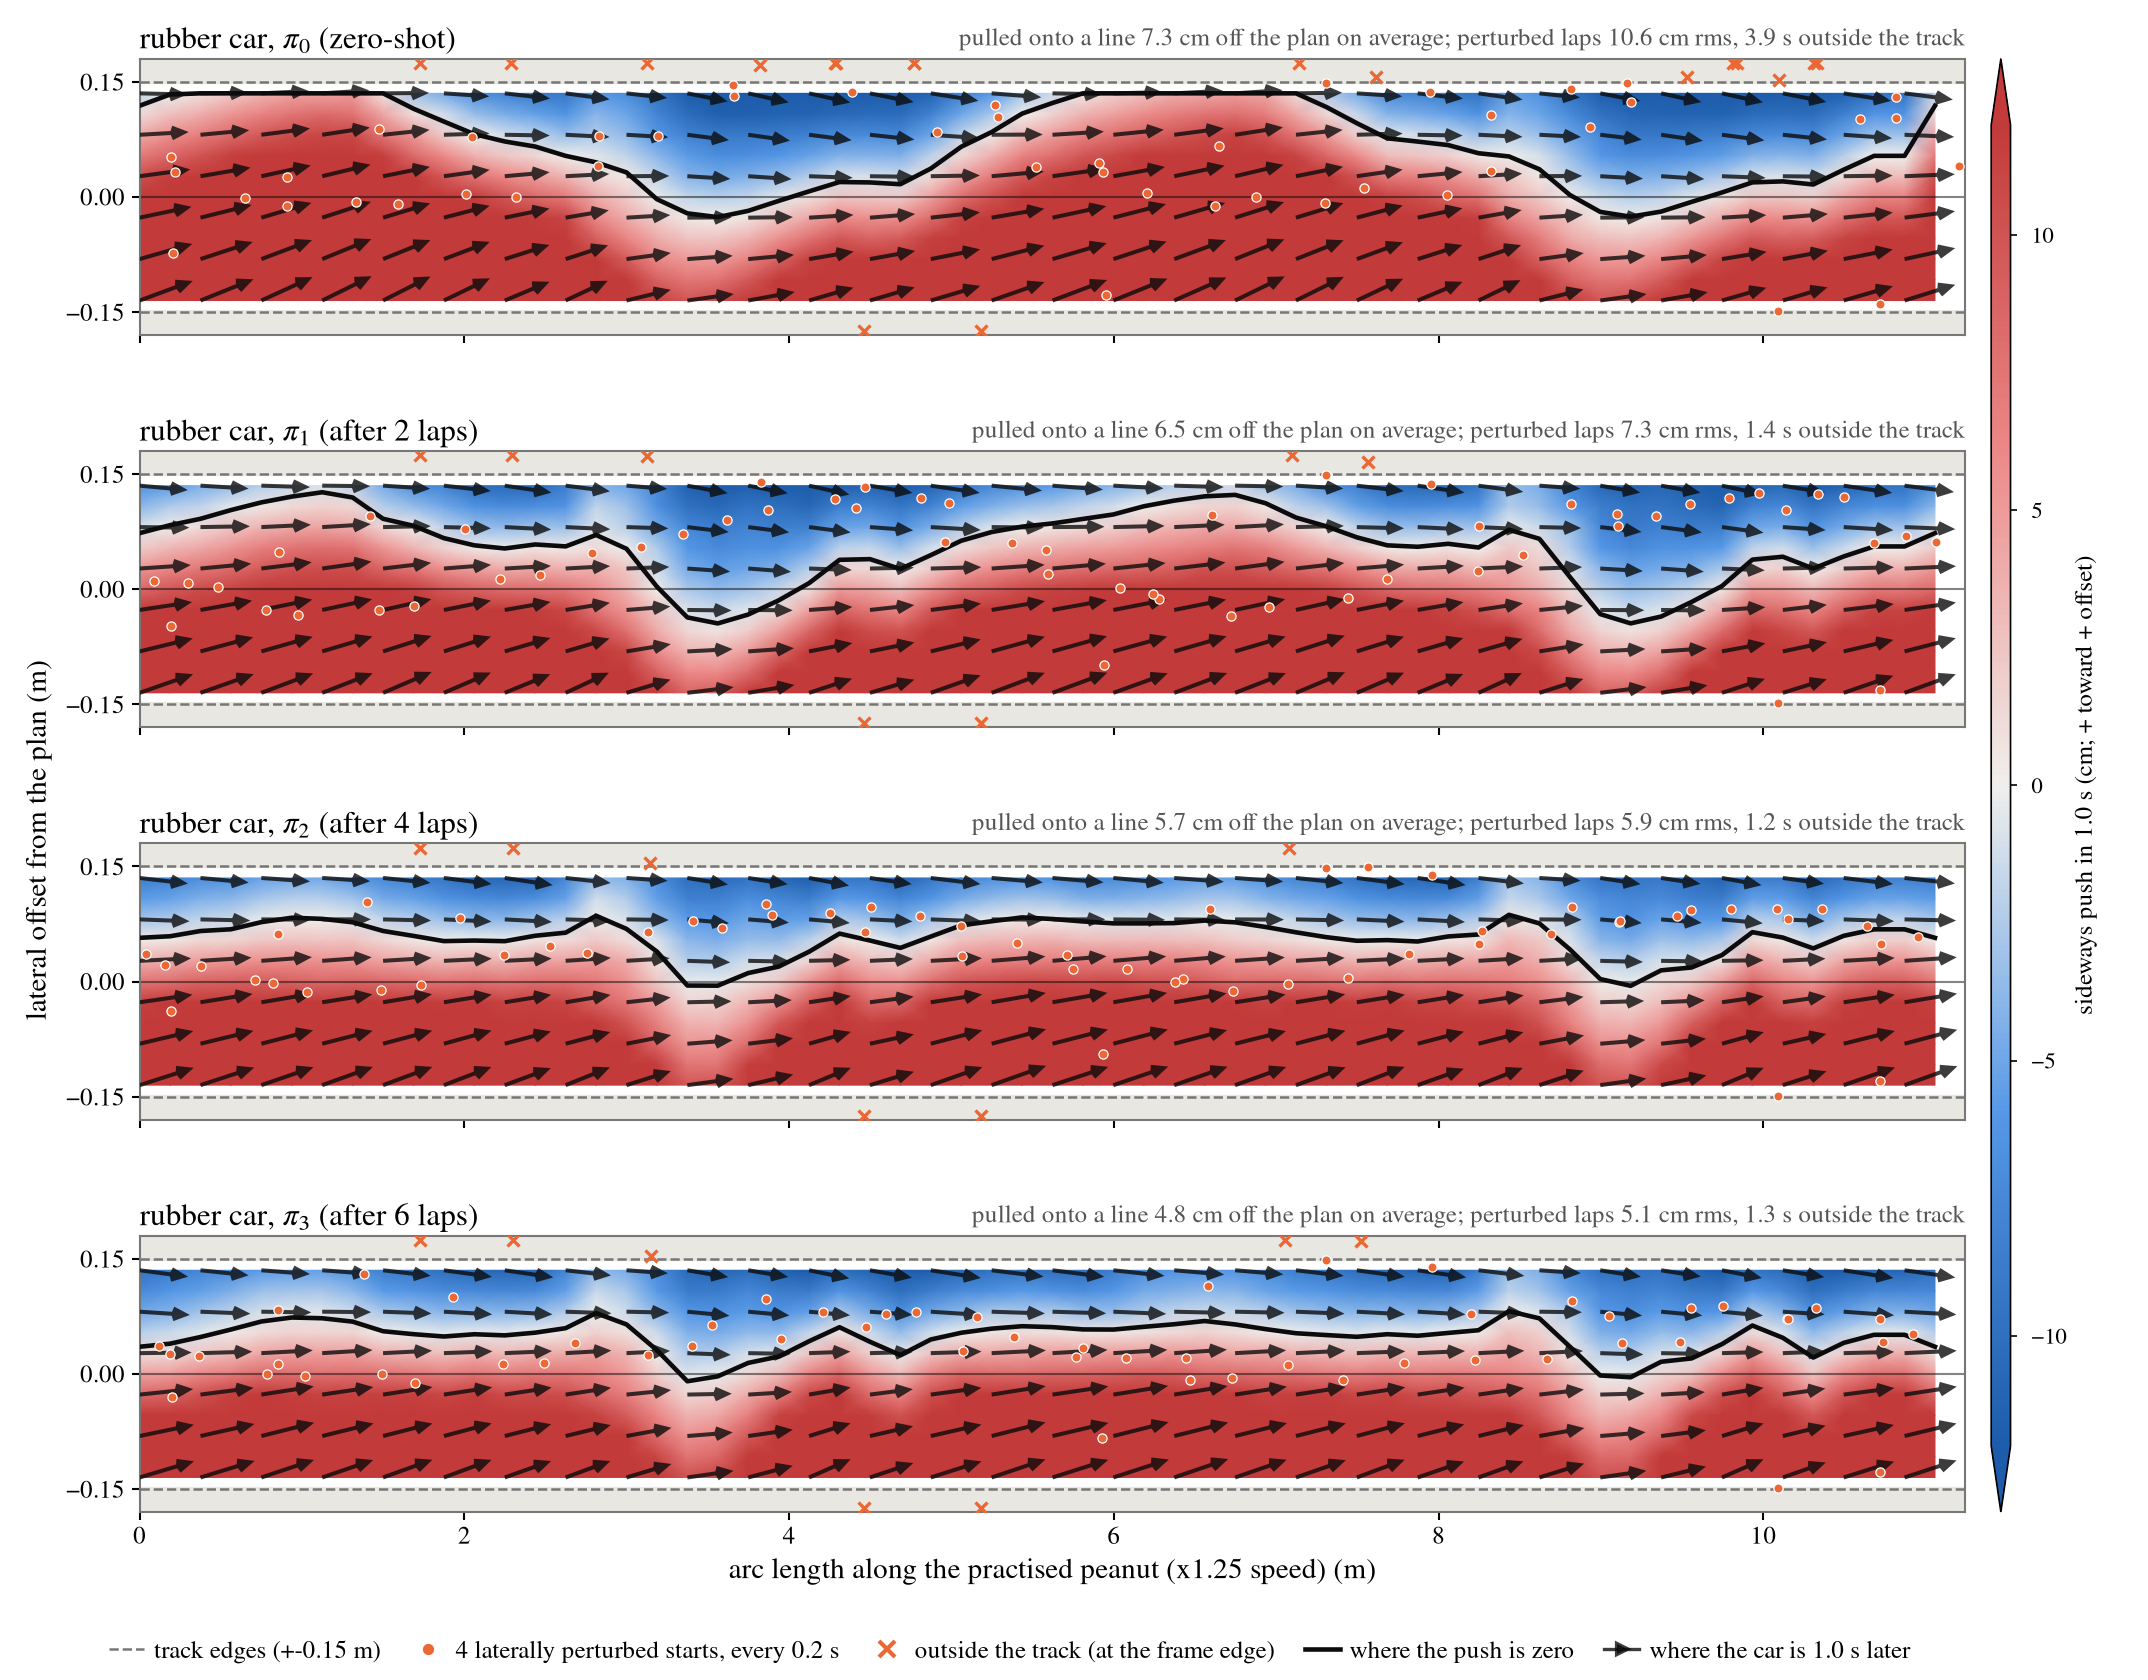 rubber car, π0 (zero-shot)
pulled onto a line 7.3 cm off the plan on average; perturbed laps 10.6 cm rms, 3.9 s outside the track
0.15
0.00
−0.15
rubber car, π1 (after 2 laps)
pulled onto a line 6.5 cm off the plan on average; perturbed laps 7.3 cm rms, 1.4 s outside the track
0.15
0.00
−0.15
rubber car, π2 (after 4 laps)
pulled onto a line 5.7 cm off the plan on average; perturbed laps 5.9 cm rms, 1.2 s outside the track
0.15
0.00
−0.15
rubber car, π3 (after 6 laps)
pulled onto a line 4.8 cm off the plan on average; perturbed laps 5.1 cm rms, 1.3 s outside the track
0.15
0.00
−0.15
0 2 4 6 8 10
arc length along the practised peanut (x1.25 speed) (m)
lateral offset from the plan (m)
10
5
0
−5
−10
sideways push in 1.0 s (cm; + toward + offset)
track edges (+-0.15 m) 4 laterally perturbed starts, every 0.2 s outside the track (at the frame edge) where the push is zero where the car is 1.0 s later